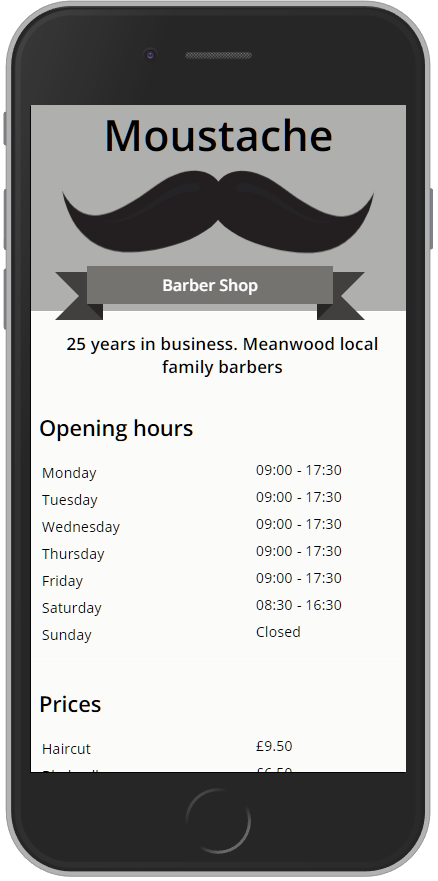 Moustache
Barber Shop
25 years in business. Meanwood local
family barbers
Opening hours
Monday 09:00 - 17:30
Tuesday 09:00 - 17:30
Wednesday 09:00 - 17:30
Thursday 09:00 - 17:30
Friday 09:00 - 17:30
Saturday 08:30 - 16:30
Sunday Closed
Prices
Haircut £9.50